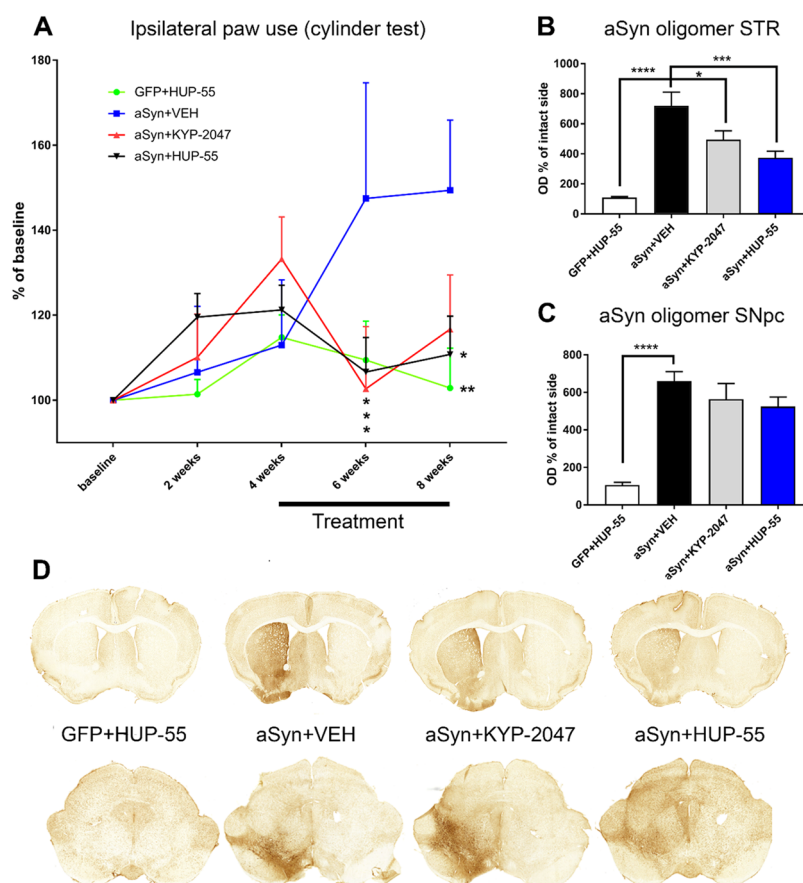 A
Ipsilateral paw use (cylinder test)
180
160
140
120
100
% of baseline
GFP+HUP-55
aSyn+VEH
aSyn+KYP-2047
aSyn+HUP-55
*
**
*
*
*
baseline
2 weeks
4 weeks
6 weeks
8 weeks
Treatment
B
aSyn oligomer STR
OD % of intact side
1000
800
600
400
200
0
****
*
***
GFP+HUP-55
aSyn+VEH
aSyn+KYP-2047
aSyn+HUP-55
C
aSyn oligomer SNpc
OD % of intact side
800
600
400
200
0
****
GFP+HUP-55
aSyn+VEH
aSyn+KYP-2047
aSyn+HUP-55
D
GFP+HUP-55 aSyn+VEH aSyn+KYP-2047 aSyn+HUP-55